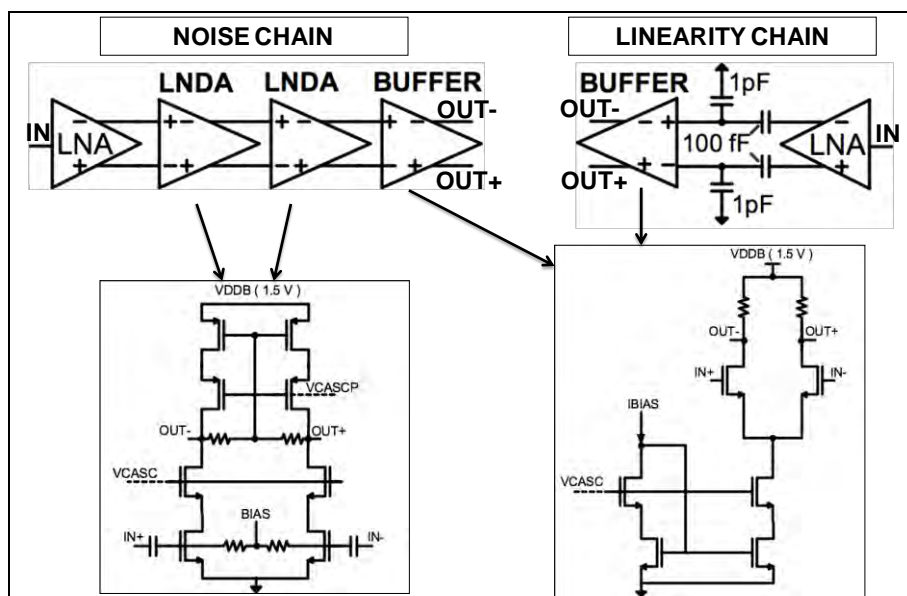 NOISE CHAIN
LINEARITY CHAIN
LNDA LNDA BUFFER
IN
LNA
OUT-
OUT+
+ - + - + -
- + - + - +
BUFFER
OUT-
OUT+
1pF
100 fF
1pF
LNA
IN
VDDB ( 1.5 V )
VCASCP
OUT- OUT+
VCASC
BIAS
IN+ IN-
VDDB ( 1.5 V )
OUT- OUT+
IN+ IN-
IBIAS
VCASC